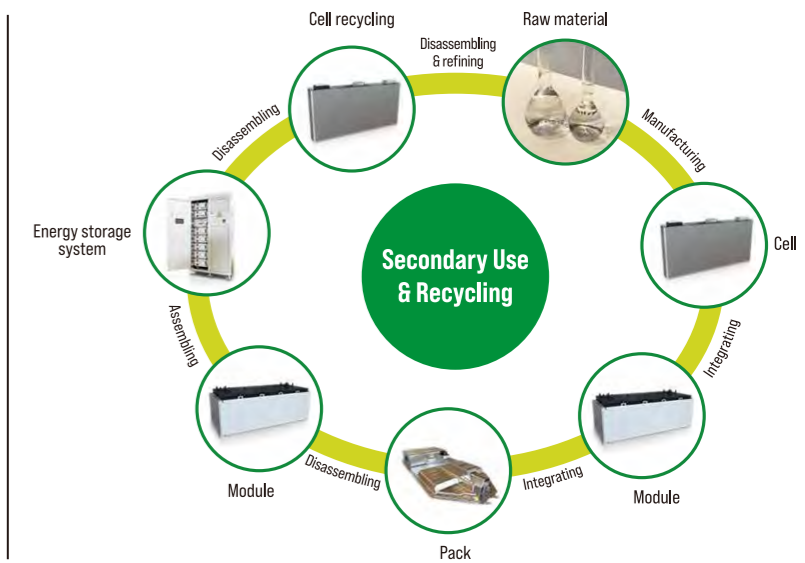 Cell recycling
Disassembling
& refining
Raw material
Manufacturing
Cell
Integrating
Module
Integrating
Pack
Disassembling
Module
Assembling
Energy storage
system
Disassembling
Secondary Use
& Recycling